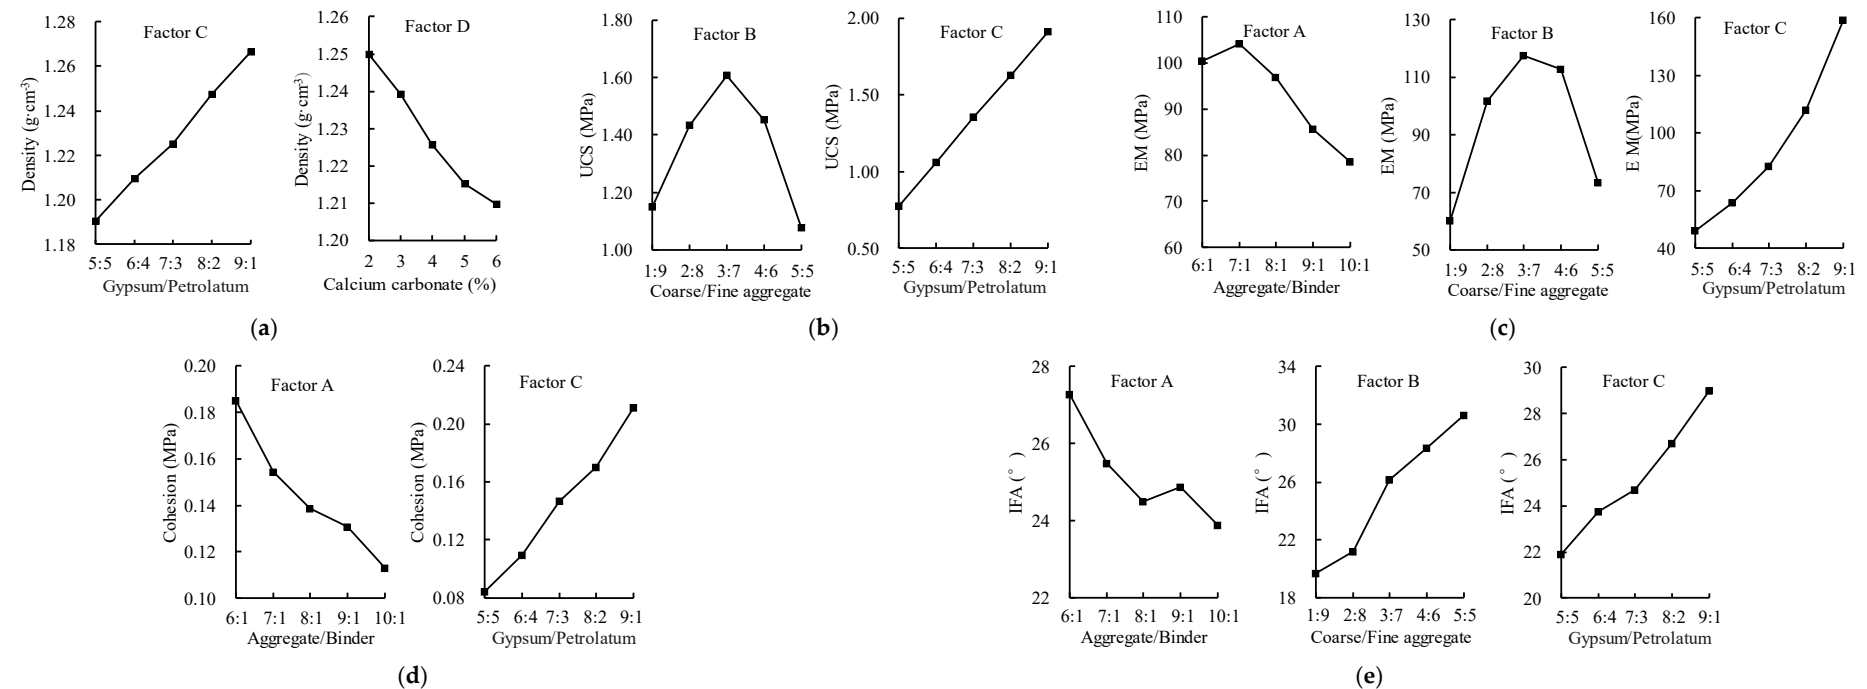 Factor C
Density (g·cm⁻³)
1.28
1.26
1.24
1.22
1.20
1.18
5:5 6:4 7:3 8:2 9:1
Gypsum/Petrolatum
Factor D
Density (g·cm⁻³)
1.26
1.25
1.24
1.23
1.22
1.21
1.20
2 3 4 5 6
Calcium carbonate (%)
(a)
Factor B
UCS (MPa)
1.80
1.60
1.40
1.20
1.00
1:9 2:8 3:7 4:6 5:5
Coarse/Fine aggregate
Factor C
UCS (MPa)
2.00
1.50
1.00
0.50
5:5 6:4 7:3 8:2 9:1
Gypsum/Petrolatum
(b)
Factor A
EM (MPa)
110
100
90
80
70
60
6:1 7:1 8:1 9:1 10:1
Aggregate/Binder
Factor B
EM (MPa)
130
110
90
70
50
1:9 2:8 3:7 4:6 5:5
Coarse/Fine aggregate
Factor C
E M(MPa)
160
130
100
70
40
5:5 6:4 7:3 8:2 9:1
Gypsum/Petrolatum
(c)
Factor A
Cohesion (MPa)
0.20
0.18
0.16
0.14
0.12
0.10
6:1 7:1 8:1 9:1 10:1
Aggregate/Binder
Factor C
Cohesion (MPa)
0.24
0.20
0.16
0.12
0.08
5:5 6:4 7:3 8:2 9:1
Gypsum/Petrolatum
(d)
Factor A
IFA (° )
28
26
24
22
6:1 7:1 8:1 9:1 10:1
Aggregate/Binder
Factor B
IFA (° )
34
30
26
22
18
1:9 2:8 3:7 4:6 5:5
Coarse/Fine aggregate
Factor C
IFA (° )
30
28
26
24
22
20
5:5 6:4 7:3 8:2 9:1
Gypsum/Petrolatum
(e)